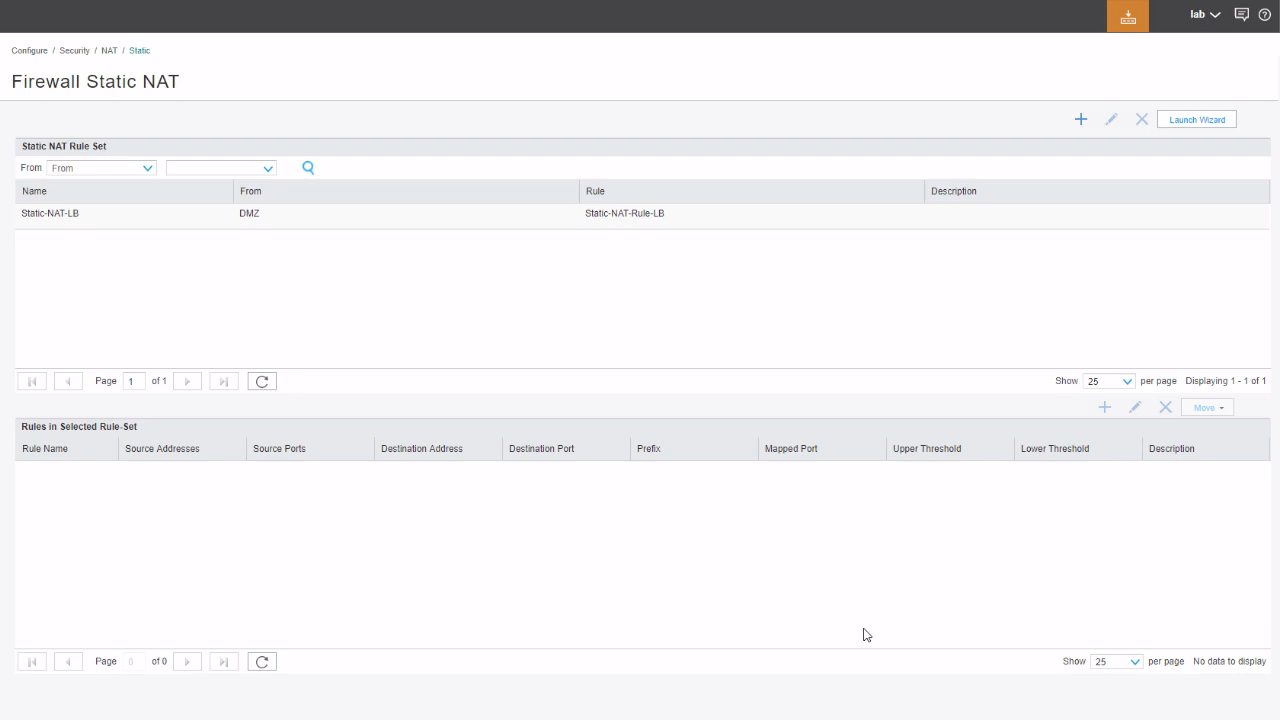 lab
Configure / Security / NAT / Static
Firewall Static NAT
Launch Wizard
Static NAT Rule Set
From From
Name From Rule Description
Static-NAT-LB DMZ Static-NAT-Rule-LB
Page 1 of 1 Show 25 per page Displaying 1 - 1 of 1
Move
Rules in Selected Rule-Set
Rule Name Source Addresses Source Ports Destination Address Destination Port Prefix Mapped Port Upper Threshold Lower Threshold Description
Page 0 of 0 Show 25 per page No data to display